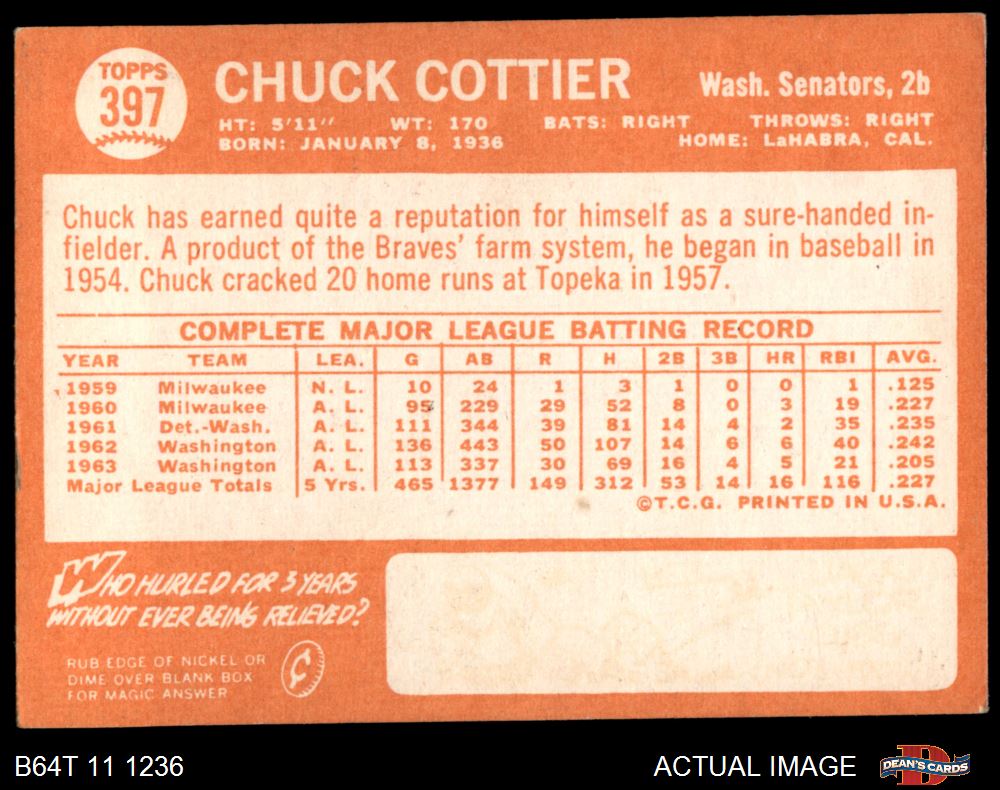 TOPPS
397
CHUCK COTTIER
Wash. Senators, 2b
HT: 5'11" WT: 170 BATS: RIGHT THROWS: RIGHT
BORN: JANUARY 8, 1936 HOME: LaHABRA, CAL.
Chuck has earned quite a reputation for himself as a sure-handed in-
fielder. A product of the Braves' farm system, he began in baseball in
1954. Chuck cracked 20 home runs at Topeka in 1957.
COMPLETE MAJOR LEAGUE BATTING RECORD
YEAR TEAM LEA. G AB R H 2B 3B HR RBI AVG.
1959 Milwaukee N. L. 10 24 1 3 1 0 0 1 .125
1960 Milwaukee A. L. 95 229 29 52 8 0 3 19 .227
1961 Det.-Wash. A. L. 111 344 39 81 14 4 2 35 .235
1962 Washington A. L. 136 443 50 107 14 6 6 40 .242
1963 Washington A. L. 113 337 30 69 16 4 5 21 .205
Major League Totals 5 Yrs. 465 1377 149 312 53 14 16 116 .227
©T.C.G. PRINTED IN U.S.A.
WHO HURLED FOR 3 YEARS
WITHOUT EVER BEING RELIEVED?
RUB EDGE OF NICKEL OR
DIME OVER BLANK BOX
FOR MAGIC ANSWER
¢
B64T 11 1236
ACTUAL IMAGE
D
DEAN'S CARDS